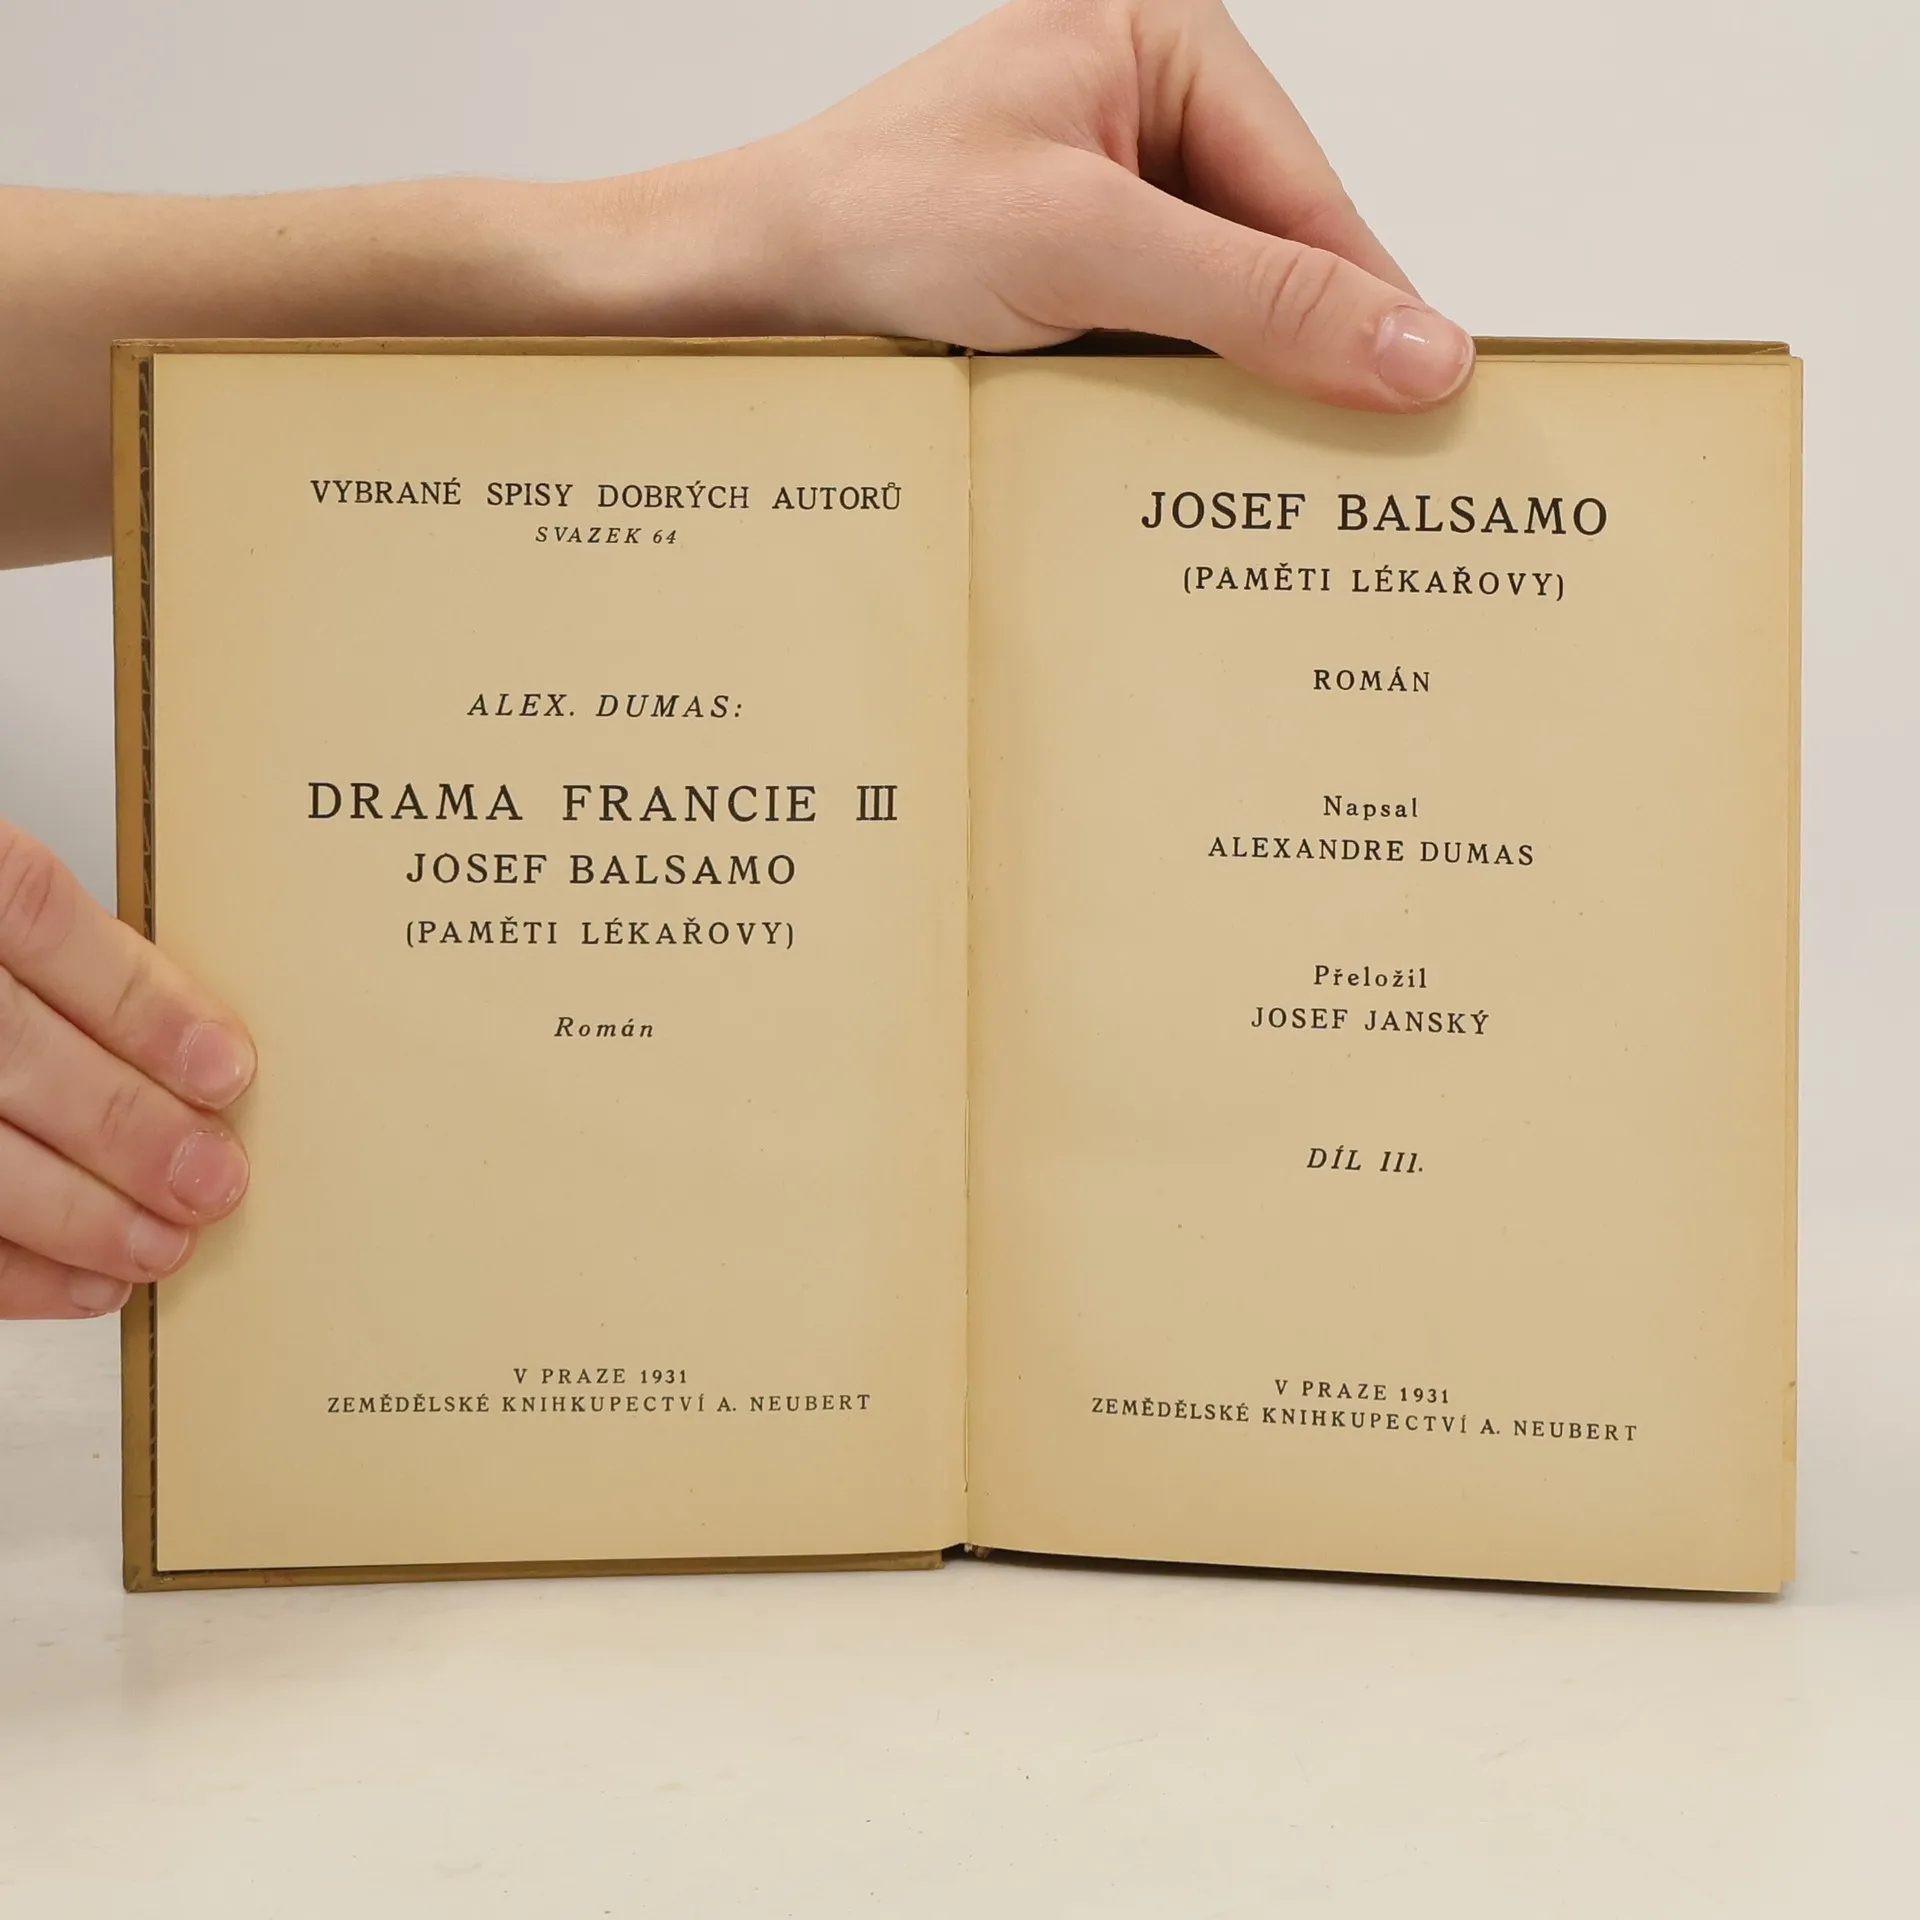 VYBRANÉ SPISY DOBRÝCH AUTORŮ
SVAZEK 64
ALEX. DUMAS:
DRAMA FRANCIE III
JOSEF BALSAMO
(PAMĚTI LÉKAŘOVY)
Román
V PRAZE 1931
ZEMĚDĚLSKÉ KNIHKUPECTVÍ A. NEUBERT
JOSEF BALSAMO
(PAMĚTI LÉKAŘOVY)
ROMÁN
Napsal
ALEXANDRE DUMAS
Přeložil
JOSEF JANSKÝ
DÍL III.
V PRAZE 1931
ZEMĚDĚLSKÉ KNIHKUPECTVÍ A. NEUBERT